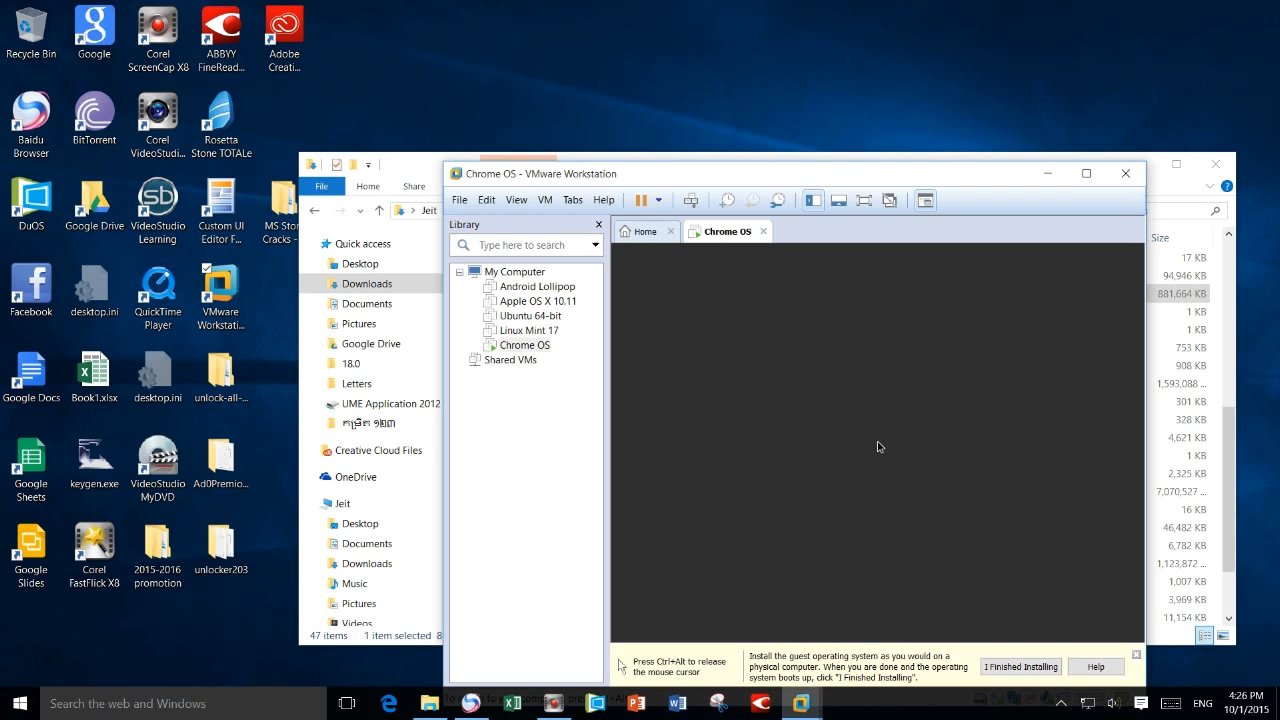 Recycle Bin
Google
Corel
ScreenCap X8
ABBYY
FineRead...
Adobe
Creati...
Baidu
Browser
BitTorrent
Corel
VideoStudi...
Rosetta
Stone TOTALe
DuOS
Google Drive
VideoStudio
Learning
Custom UI
Editor F...
MS Stor
Cracks -
Facebook
desktop.ini
QuickTime
Player
VMware
Workstati...
Google Docs
Book1.xlsx
desktop.ini
unlock-all-...
Google
Sheets
keygen.exe
VideoStudio
MyDVD
Ad0Premio...
Google
Slides
Corel
FastFlick X8
2015-2016
promotion
unlocker203
File
Home
Share
Jeit
Quick access
Desktop
Downloads
Documents
Pictures
Google Drive
18.0
Letters
UME Application 2012
កម្រិត ១២៣
Creative Cloud Files
OneDrive
Jeit
Desktop
Documents
Downloads
Music
Pictures
Videos
47 items
1 item selected 8
Size
17 KB
94,946 KB
881,664 KB
1 KB
1 KB
753 KB
908 KB
1,593,088 ...
301 KB
328 KB
4,621 KB
1 KB
2,325 KB
7,070,527 ...
16 KB
46,482 KB
6,782 KB
1,123,872 ...
1,007 KB
3,969 KB
11,154 KB
Chrome OS - VMware Workstation
File Edit View VM Tabs Help
Library
Type here to search
My Computer
Android Lollipop
Apple OS X 10.11
Ubuntu 64-bit
Linux Mint 17
Chrome OS
Shared VMs
Home
Chrome OS
Press Ctrl+Alt to release
the mouse cursor
Install the guest operating system as you would on a
physical computer. When you are done and the operating
system boots up, click "I Finished Installing".
I Finished Installing
Help
Search the web and Windows
ENG
4:26 PM
10/1/2015